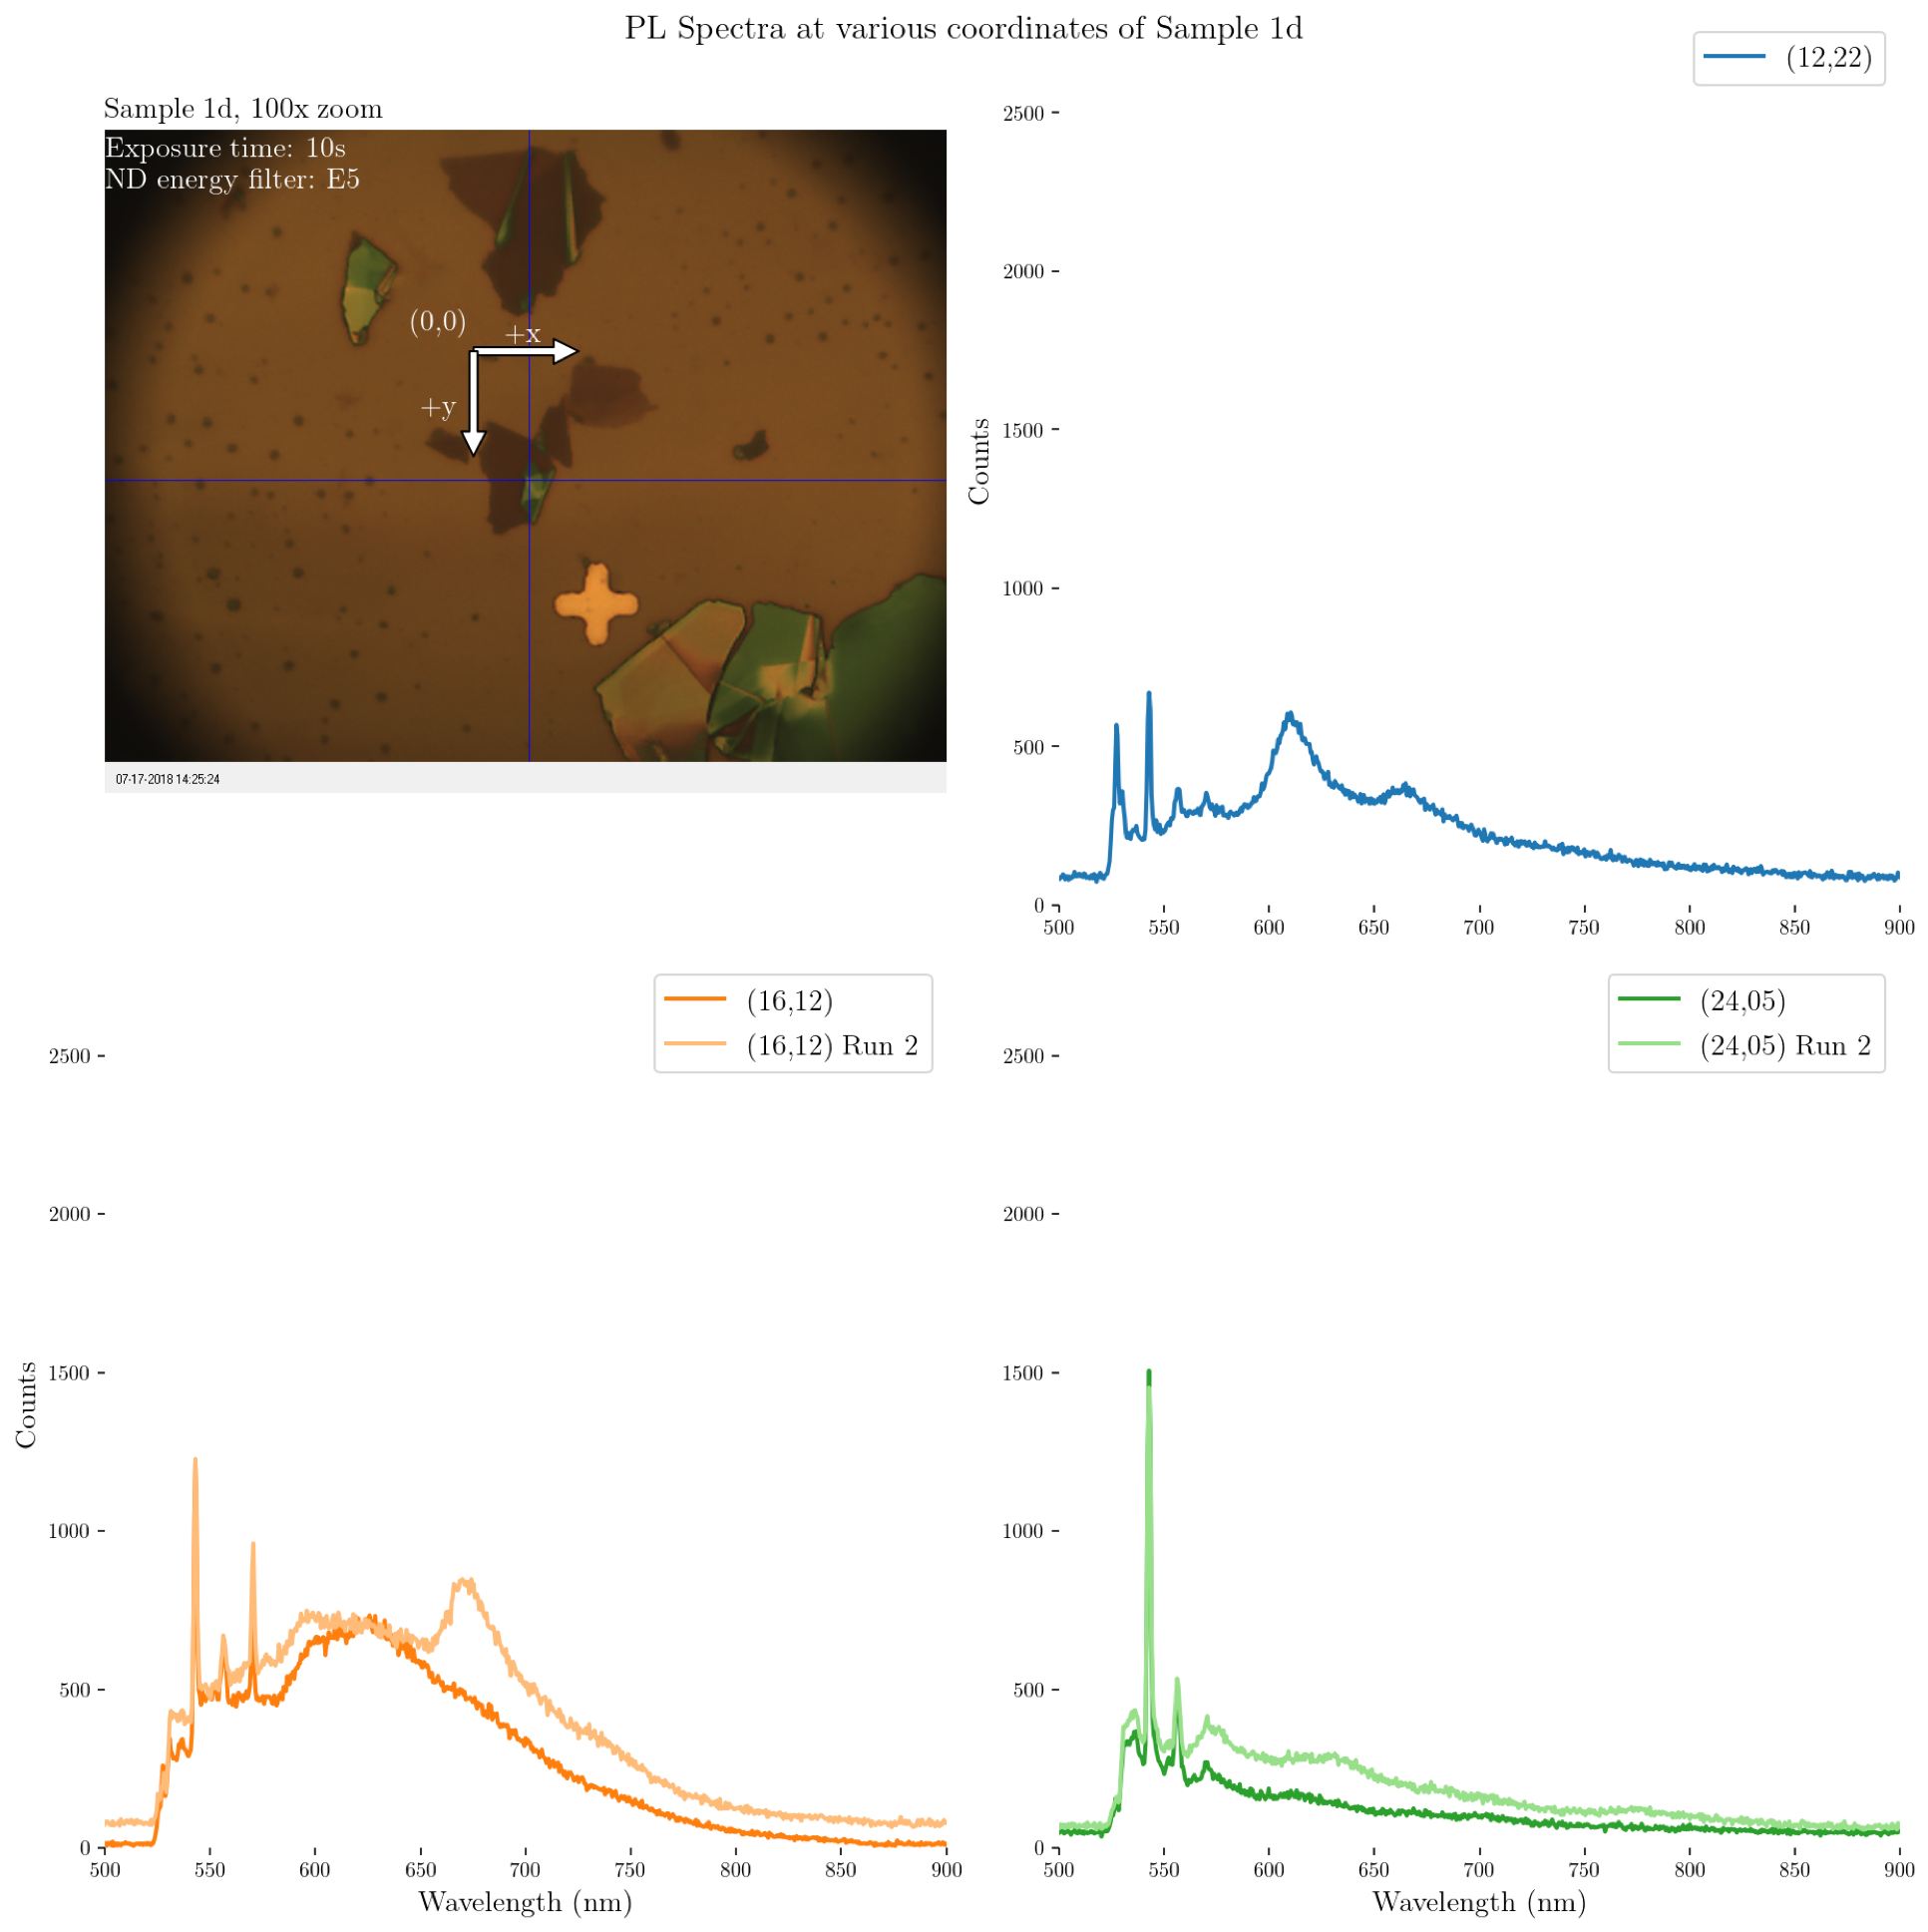 PL Spectra at various coordinates of Sample 1d
Sample 1d, 100x zoom
Exposure time: 10s
ND energy filter: E5
(0,0)
+x
+y
07-17-2018 14:25:24
(12,22)
2500
2000
1500
1000
500
0
Counts
500 550 600 650 700 750 800 850 900
(16,12)
(16,12) Run 2
2500
2000
1500
1000
500
0
Counts
500 550 600 650 700 750 800 850 900
Wavelength (nm)
(24,05)
(24,05) Run 2
2500
2000
1500
1000
500
0
500 550 600 650 700 750 800 850 900
Wavelength (nm)